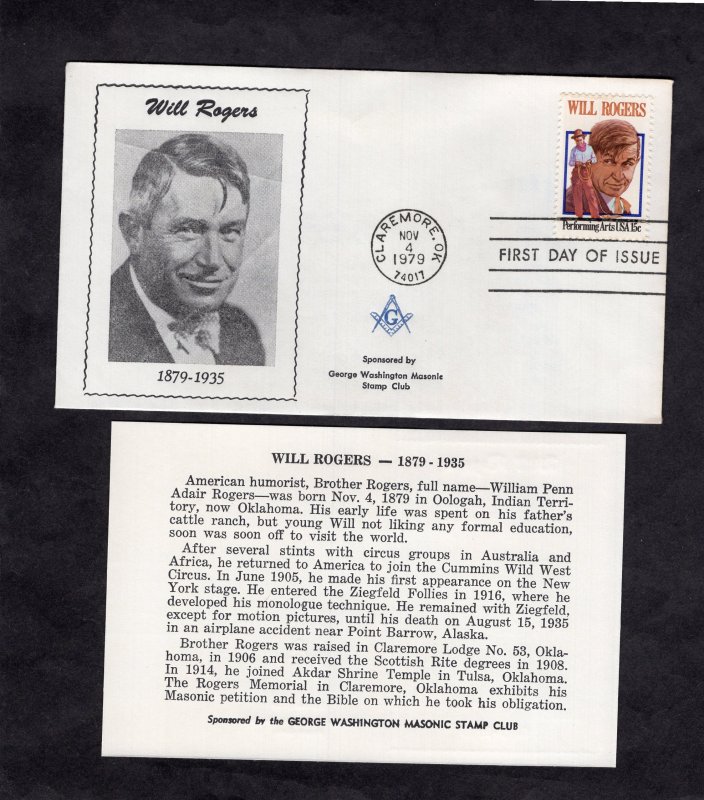 Will Rogers
1879-1935
WILL ROGERS
Performing Arts USA 15c
CLAREMORE, OK
NOV
4
1979
74017
FIRST DAY OF ISSUE
G
Sponsored by
George Washington Masonic
Stamp Club
WILL ROGERS — 1879 - 1935
American humorist, Brother Rogers, full name—William Penn
Adair Rogers—was born Nov. 4, 1879 in Oologah, Indian Terri-
tory, now Oklahoma. His early life was spent on his father's
cattle ranch, but young Will not liking any formal education,
soon was soon off to visit the world.
After several stints with circus groups in Australia and
Africa, he returned to America to join the Cummins Wild West
Circus. In June 1905, he made his first appearance on the New
York stage. He entered the Ziegfeld Follies in 1916, where he
developed his monologue technique. He remained with Ziegfeld,
except for motion pictures, until his death on August 15, 1935
in an airplane accident near Point Barrow, Alaska.
Brother Rogers was raised in Claremore Lodge No. 53, Okla-
homa, in 1906 and received the Scottish Rite degrees in 1908.
In 1914, he joined Akdar Shrine Temple in Tulsa, Oklahoma.
The Rogers Memorial in Claremore, Oklahoma exhibits his
Masonic petition and the Bible on which he took his obligation.
Sponsored by the GEORGE WASHINGTON MASONIC STAMP CLUB